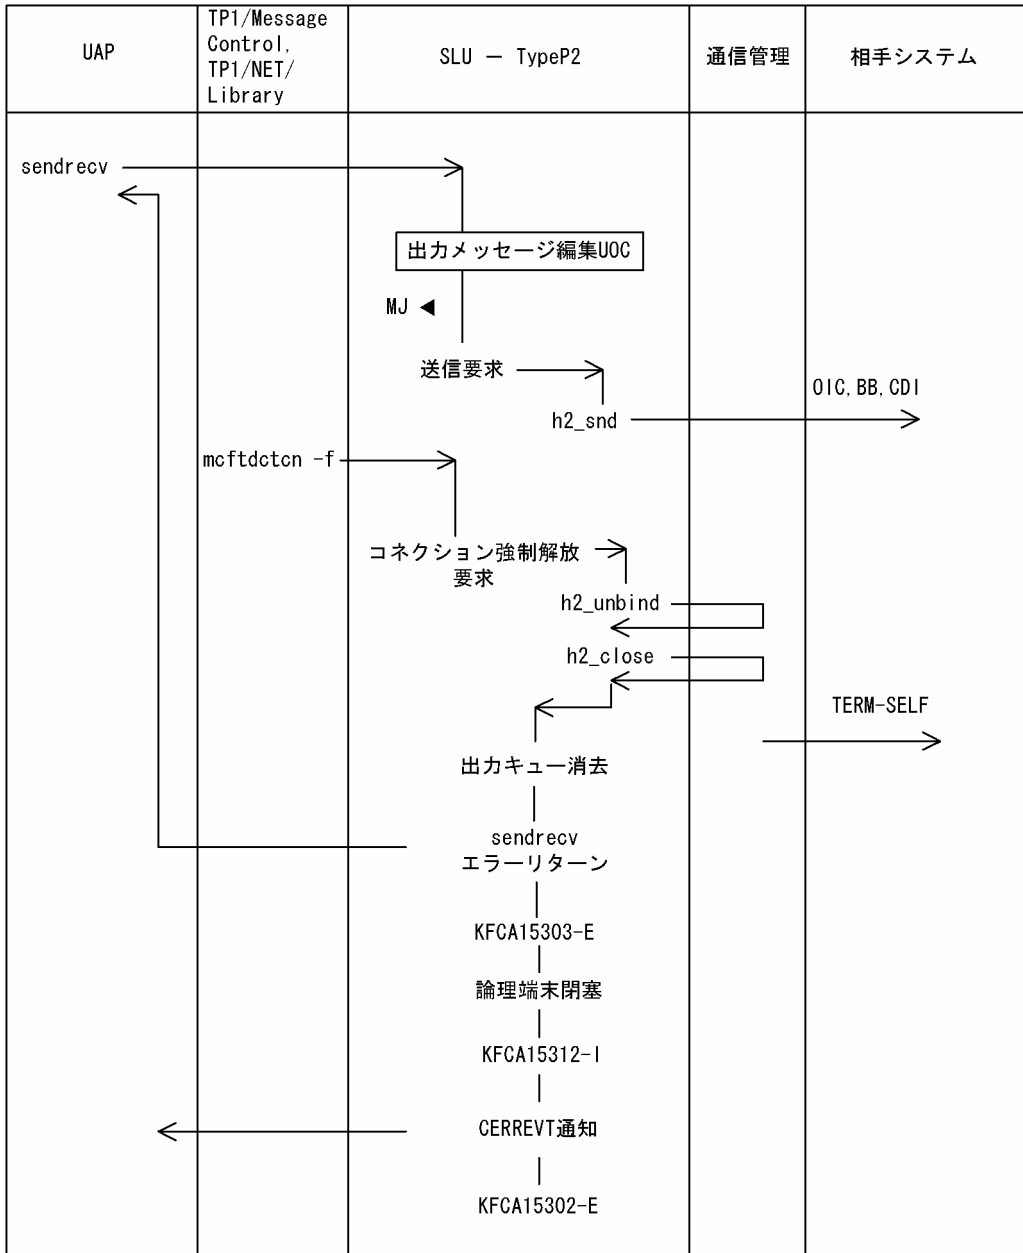 UAP
TP1/Message
Control,
TP1/NET/
Library
SLU － TypeP2
通信管理
相手システム
sendrecv
出力メッセージ編集UOC
MJ
送信要求
OIC,BB,CDI
h2_snd
mcftdctcn -f
コネクション強制解放
要求
h2_unbind
h2_close
TERM-SELF
出力キュー消去
sendrecv
エラーリターン
KFCA15303-E
論理端末閉塞
KFCA15312-I
CERREVT通知
KFCA15302-E